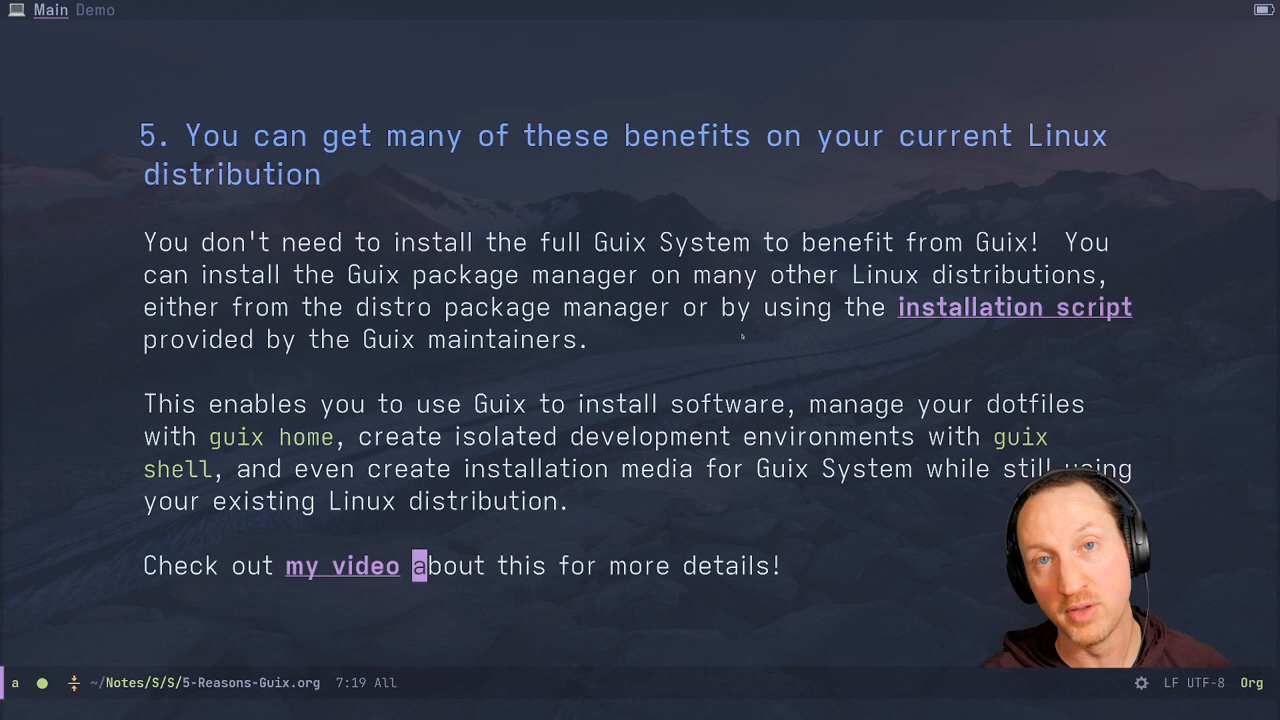 Main Demo
5. You can get many of these benefits on your current Linux
distribution
You don't need to install the full Guix System to benefit from Guix!  You
can install the Guix package manager on many other Linux distributions,
either from the distro package manager or by using the installation script
provided by the Guix maintainers.
This enables you to use Guix to install software, manage your dotfiles
with guix home, create isolated development environments with guix
shell, and even create installation media for Guix System while still using
your existing Linux distribution.
Check out my video about this for more details!
a ~/Notes/S/S/5-Reasons-Guix.org 7:19 All LF UTF-8 Org